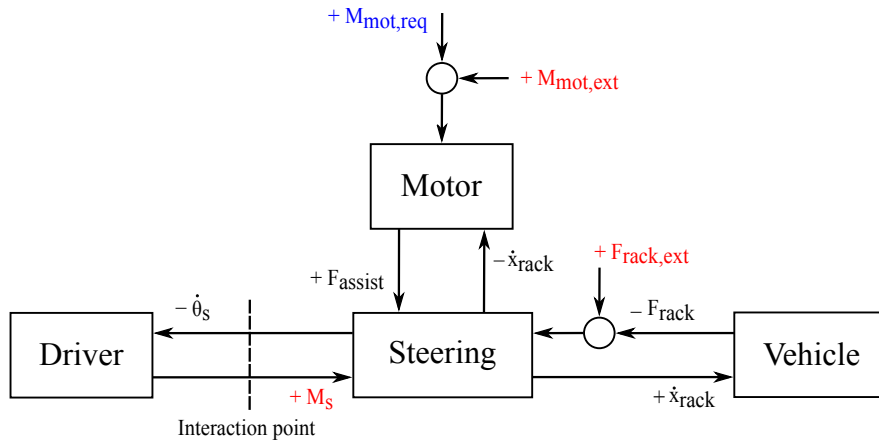 + M_mot,req
+ M_mot,ext
Motor
+ F_rack,ext
− ẋ_rack
+ F_assist
− θ̇_s
− F_rack
Driver
Steering
Vehicle
+ M_s
+ ẋ_rack
Interaction point